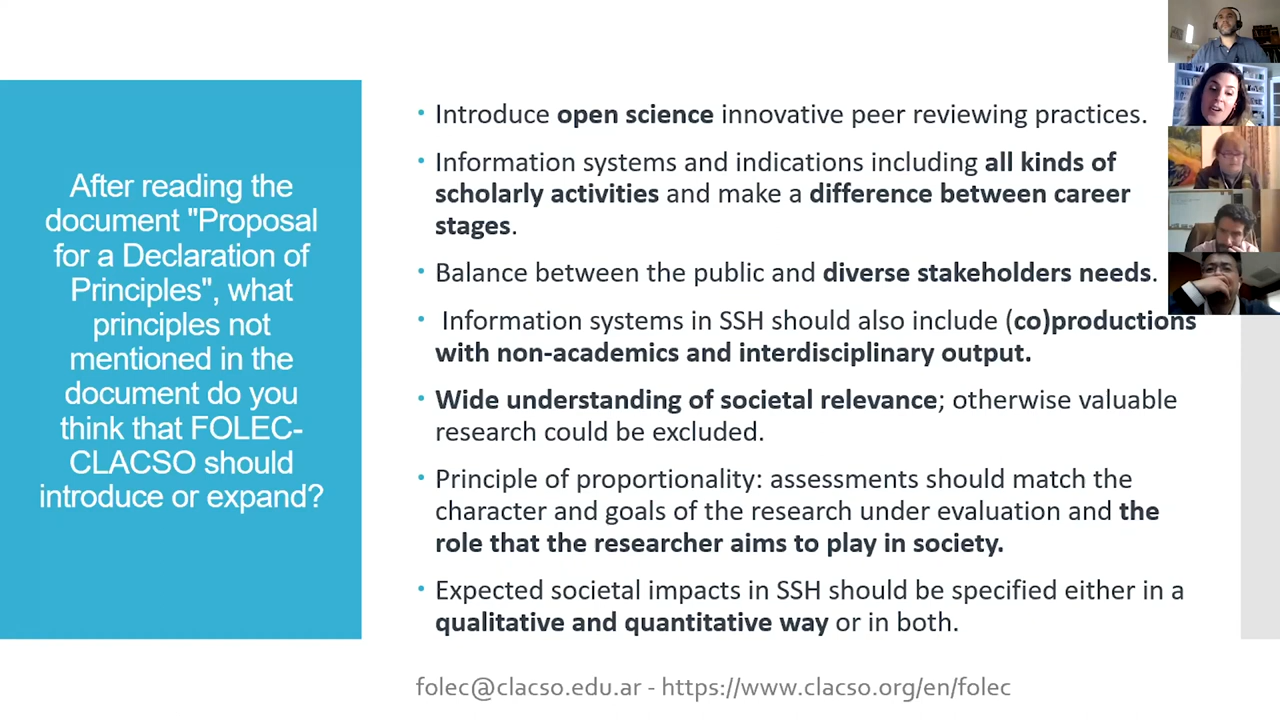 After reading the
document "Proposal
for a Declaration of
Principles", what
principles not
mentioned in the
document do you
think that FOLEC-
CLACSO should
introduce or expand?
• Introduce open science innovative peer reviewing practices.
• Information systems and indications including all kinds of
scholarly activities and make a difference between career
stages.
• Balance between the public and diverse stakeholders needs.
• Information systems in SSH should also include (co)productions
with non-academics and interdisciplinary output.
• Wide understanding of societal relevance; otherwise valuable
research could be excluded.
• Principle of proportionality: assessments should match the
character and goals of the research under evaluation and the
role that the researcher aims to play in society.
• Expected societal impacts in SSH should be specified either in a
qualitative and quantitative way or in both.
folec@clacso.edu.ar - https://www.clacso.org/en/folec